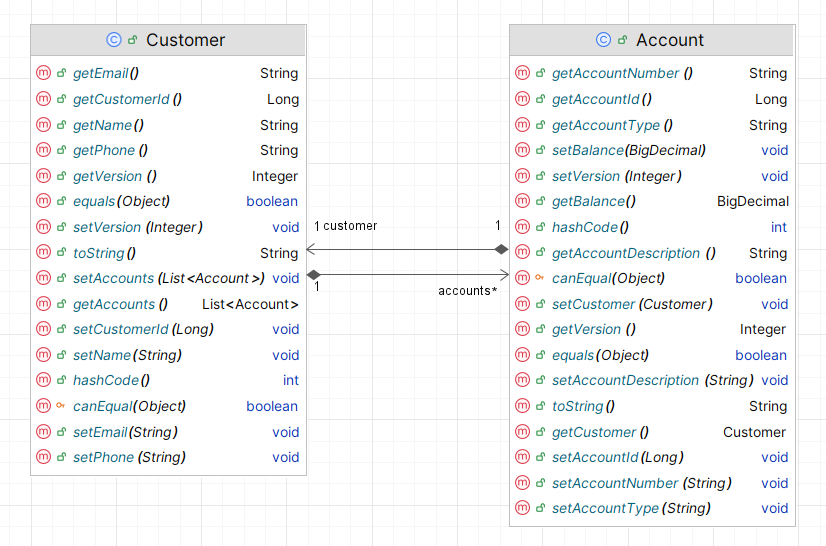 Customer
getEmail() String
getCustomerId () Long
getName() String
getPhone () String
getVersion () Integer
equals(Object) boolean
setVersion (Integer) void
toString() String
setAccounts (List<Account>) void
getAccounts () List<Account>
setCustomerId (Long) void
setName(String) void
hashCode() int
canEqual(Object) boolean
setEmail(String) void
setPhone (String) void
1 customer
1
1
accounts*
Account
getAccountNumber () String
getAccountId () Long
getAccountType () String
setBalance(BigDecimal) void
setVersion (Integer) void
getBalance() BigDecimal
hashCode() int
getAccountDescription () String
canEqual(Object) boolean
setCustomer (Customer) void
getVersion () Integer
equals(Object) boolean
setAccountDescription (String) void
toString() String
getCustomer () Customer
setAccountId (Long) void
setAccountNumber (String) void
setAccountType (String) void